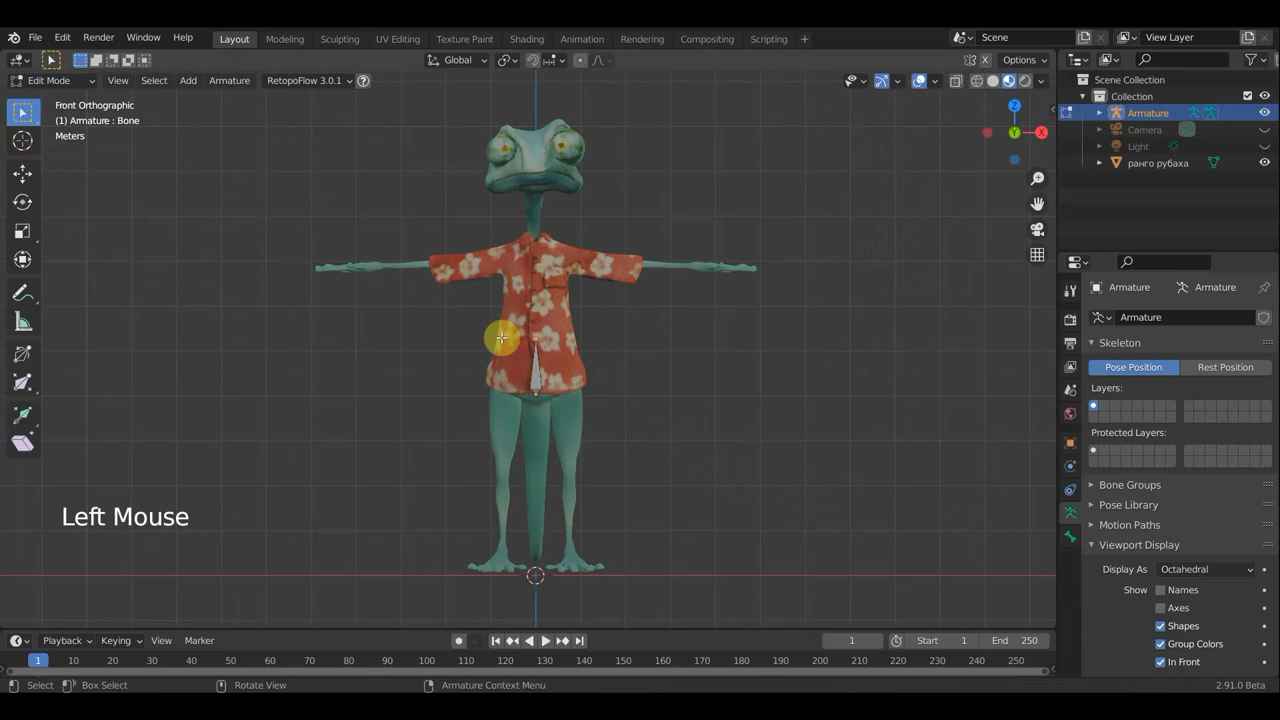 File Edit Render Window Help Layout Modeling Sculpting UV Editing Texture Paint Shading Animation Rendering Compositing Scripting + Scene View Layer
Global Options
Edit Mode View Select Add Armature RetopoFlow 3.0.1
Front Orthographic
(1) Armature : Bone
Meters
Z
Y
X
Scene Collection
Collection
Armature
Camera
Light
ранго рубаха
Armature Armature
Armature
Skeleton
Pose Position Rest Position
Layers:
Protected Layers:
Bone Groups
Pose Library
Motion Paths
Viewport Display
Display As Octahedral
Show Names
Axes
Shapes
Group Colors
In Front
Left Mouse
Playback Keying View Marker 1 Start 1 End 250
1 10 20 30 40 50 60 70 80 90 100 110 120 130 140 150 160 170 180 190 200 210 220 230 240 250
Select Box Select Rotate View Armature Context Menu 2.91.0 Beta